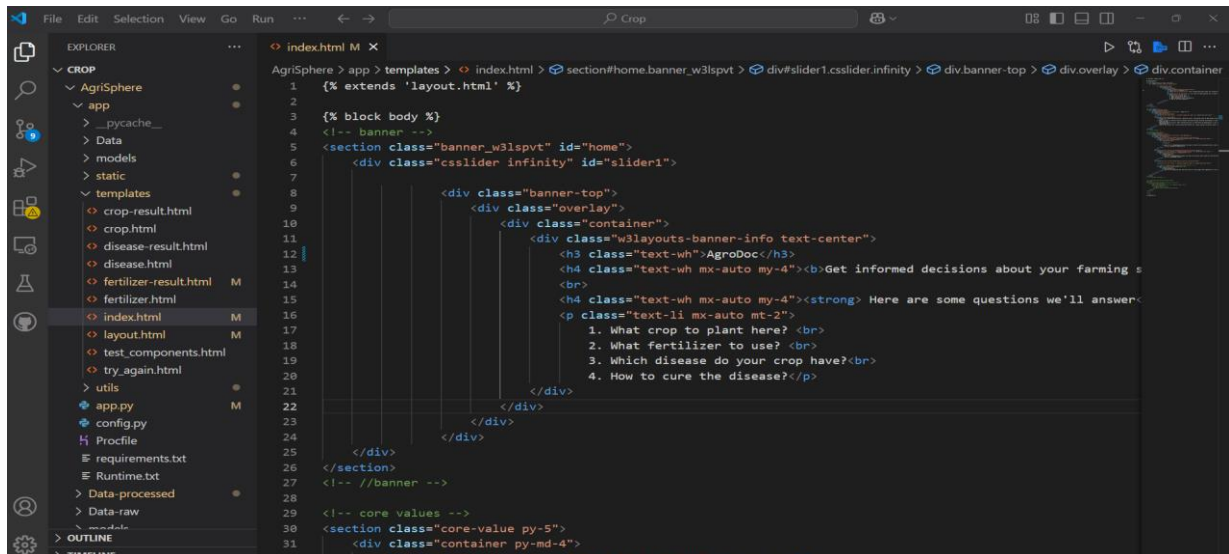 File Edit Selection View Go Run ... Crop
EXPLORER ... index.html M
CROP
AgriSphere
app
__pycache__
Data
models
static
templates
crop-result.html
crop.html
disease-result.html
disease.html
fertilizer-result.html M
fertilizer.html
index.html M
layout.html M
test_components.html
try_again.html
utils
app.py M
config.py
Procfile
requirements.txt
Runtime.txt
Data-processed
Data-raw
models
OUTLINE
9
AgriSphere > app > templates > index.html > section#home.banner_w3lspvt > div#slider1.csslider.infinity > div.banner-top > div.overlay > div.container
1 {% extends 'layout.html' %}
2
3 {% block body %}
4 <!-- banner -->
5 <section class="banner_w3lspvt" id="home">
6 <div class="csslider infinity" id="slider1">
7
8 <div class="banner-top">
9 <div class="overlay">
10 <div class="container">
11 <div class="w3layouts-banner-info text-center">
12 <h3 class="text-wh">AgroDoc</h3>
13 <h4 class="text-wh mx-auto my-4"><b>Get informed decisions about your farming s
14 <br>
15 <h4 class="text-wh mx-auto my-4"><strong> Here are some questions we'll answer<
16 <p class="text-li mx-auto mt-2">
17 1. What crop to plant here? <br>
18 2. What fertilizer to use? <br>
19 3. Which disease do your crop have?<br>
20 4. How to cure the disease?</p>
21 </div>
22 </div>
23 </div>
24 </div>
25 </div>
26 </section>
27 <!-- //banner -->
28
29 <!-- core values -->
30 <section class="core-value py-5">
31 <div class="container py-md-4">